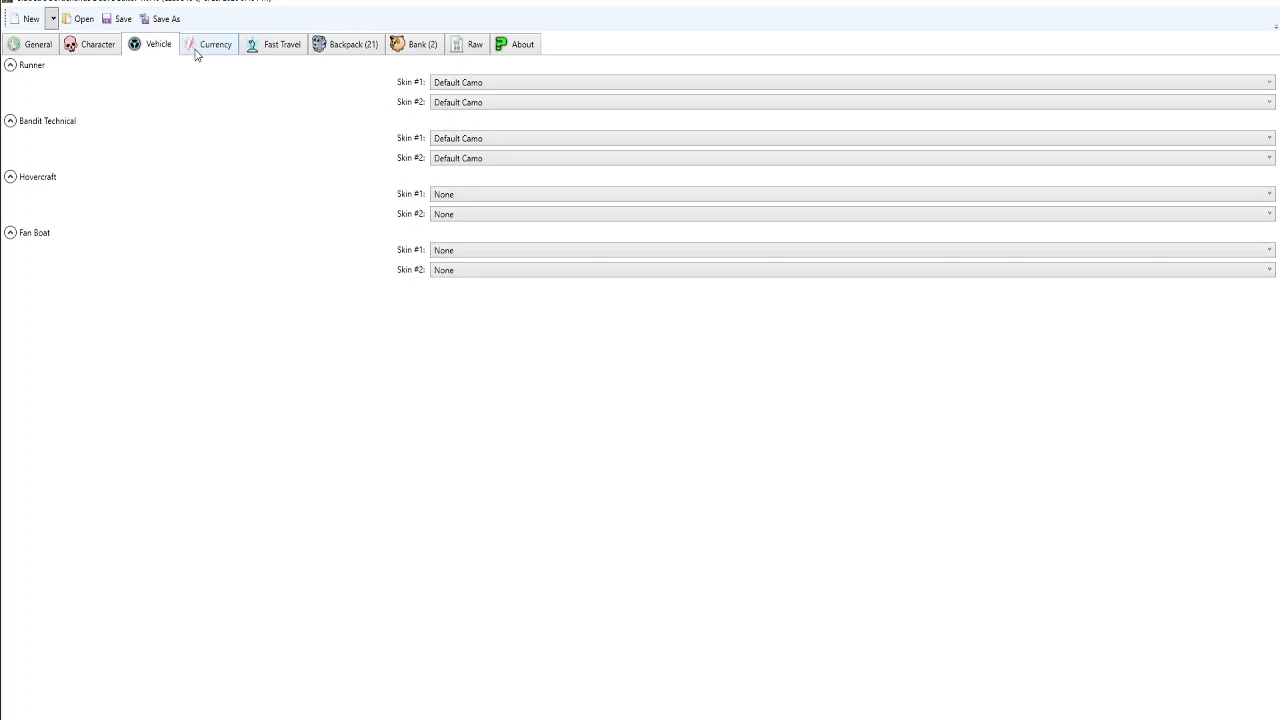 New Open Save Save As
General Character Vehicle Currency Fast Travel Backpack (21) Bank (2) Raw About
Runner
Skin #1: Default Camo
Skin #2: Default Camo
Bandit Technical
Skin #1: Default Camo
Skin #2: Default Camo
Hovercraft
Skin #1: None
Skin #2: None
Fan Boat
Skin #1: None
Skin #2: None